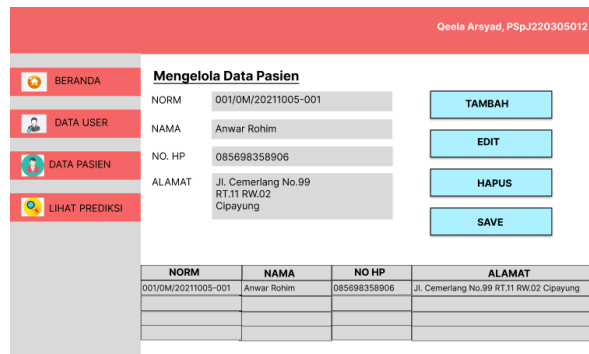 Qeela Arsyad, PSpJ220305012
BERANDA
DATA USER
DATA PASIEN
LIHAT PREDIKSI
Mengelola Data Pasien
NORM 001/0M/20211005-001
NAMA Anwar Rohim
NO. HP 085698358906
ALAMAT Jl. Cemerlang No.99
RT.11 RW.02
Cipayung
TAMBAH
EDIT
HAPUS
SAVE
NORM NAMA NO HP ALAMAT
001/0M/20211005-001 Anwar Rohim 085698358906 Jl. Cemerlang No.99 RT.11 RW.02 Cipayung